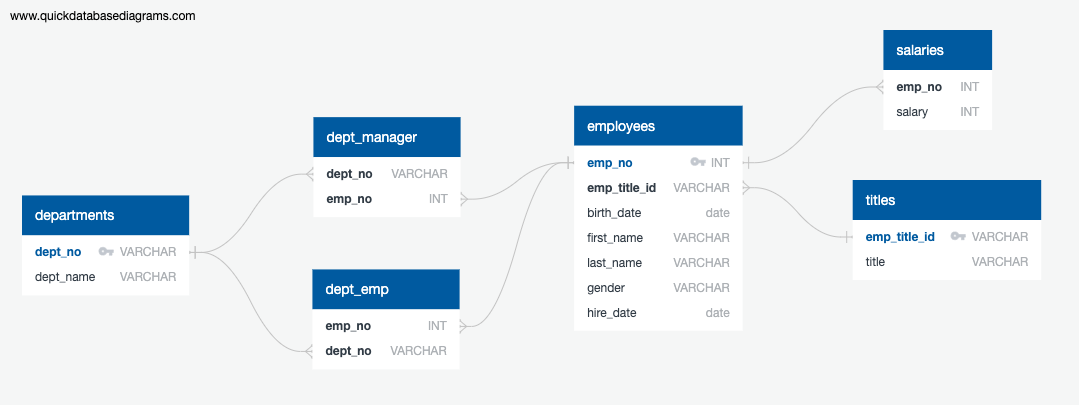 www.quickdatabasediagrams.com
departments
dept_no VARCHAR
dept_name VARCHAR
dept_manager
dept_no VARCHAR
emp_no INT
dept_emp
emp_no INT
dept_no VARCHAR
employees
emp_no INT
emp_title_id VARCHAR
birth_date date
first_name VARCHAR
last_name VARCHAR
gender VARCHAR
hire_date date
salaries
emp_no INT
salary INT
titles
emp_title_id VARCHAR
title VARCHAR